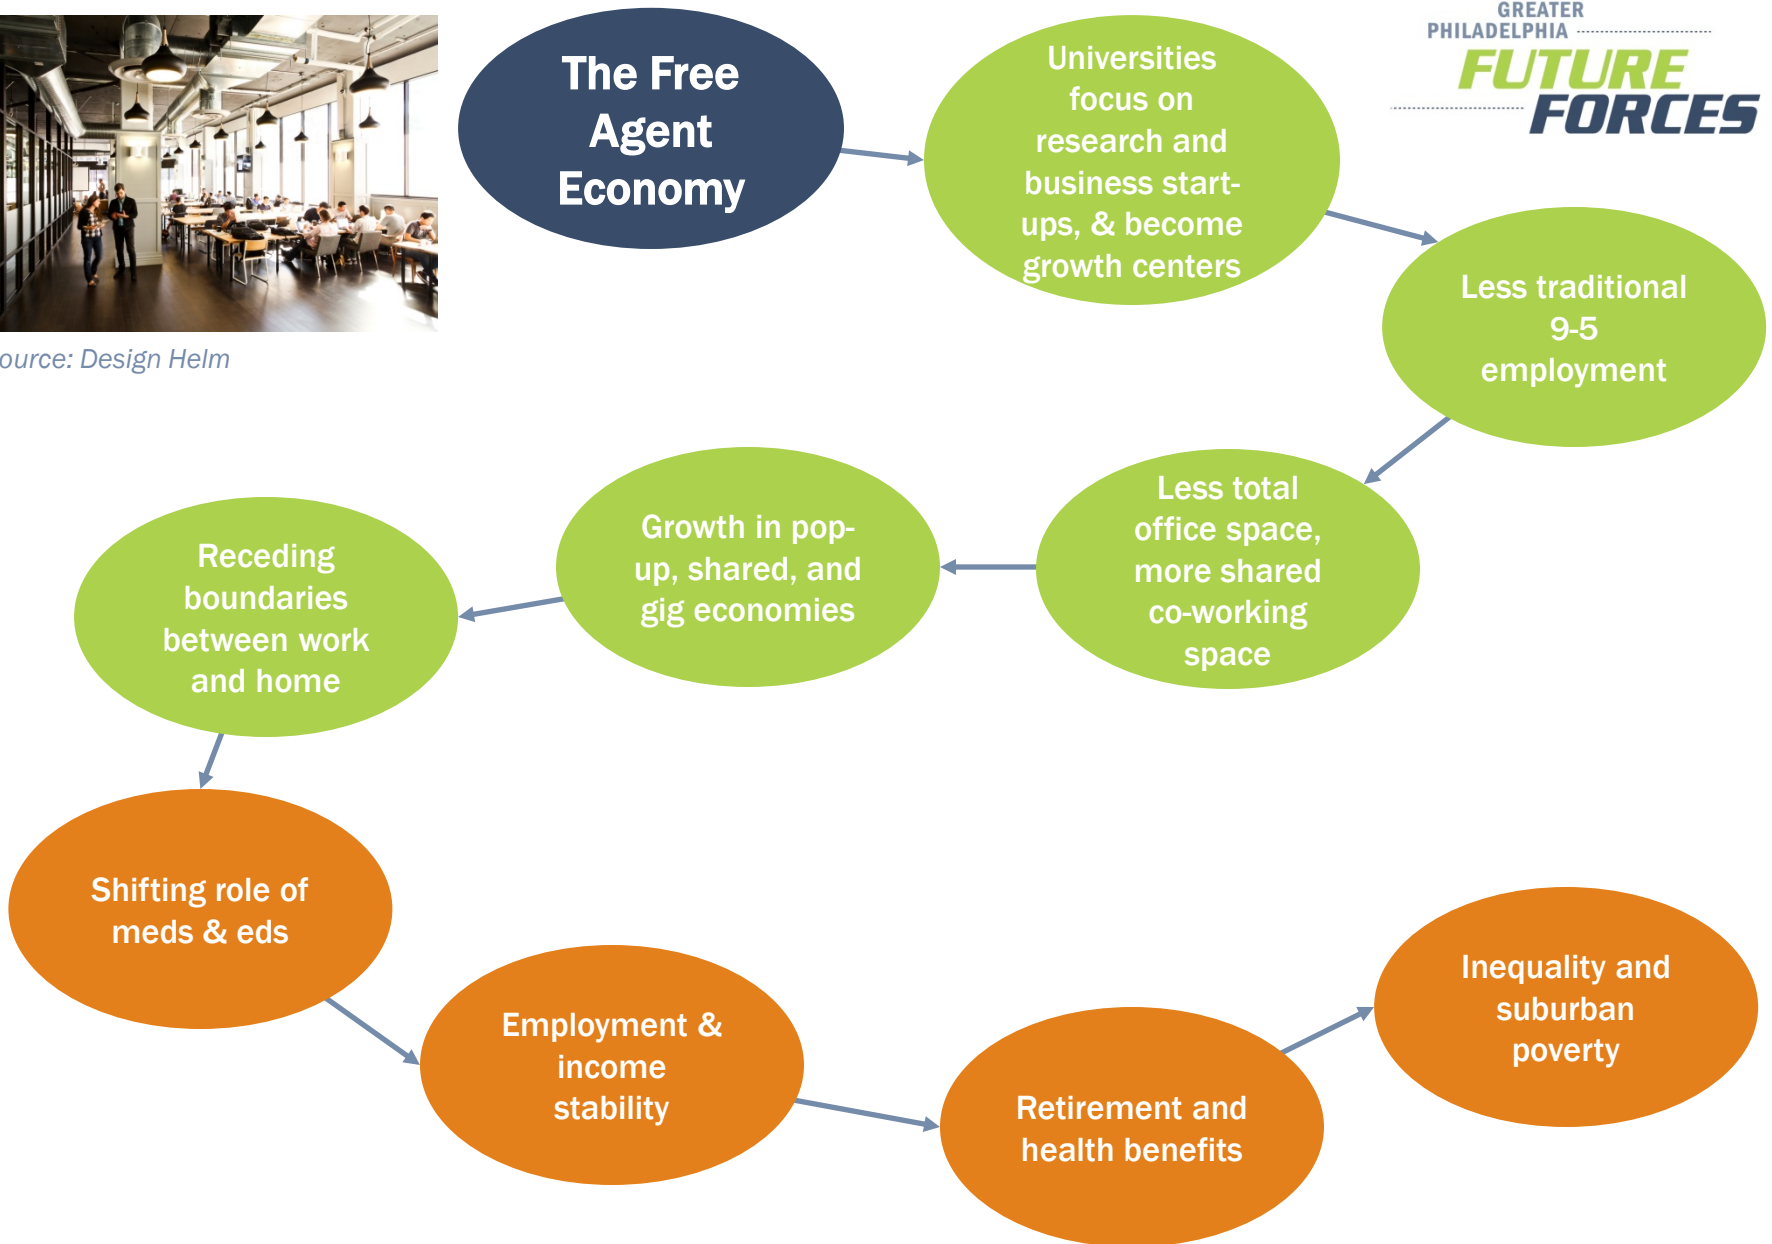 GREATER
PHILADELPHIA
FUTURE
FORCES
The Free
Agent
Economy
Universities
focus on
research and
business start-
ups, & become
growth centers
Less traditional
9-5
employment
ource: Design Helm
Less total
office space,
more shared
co-working
space
Growth in pop-
up, shared, and
gig economies
Receding
boundaries
between work
and home
Shifting role of
meds & eds
Employment &
income
stability
Retirement and
health benefits
Inequality and
suburban
poverty